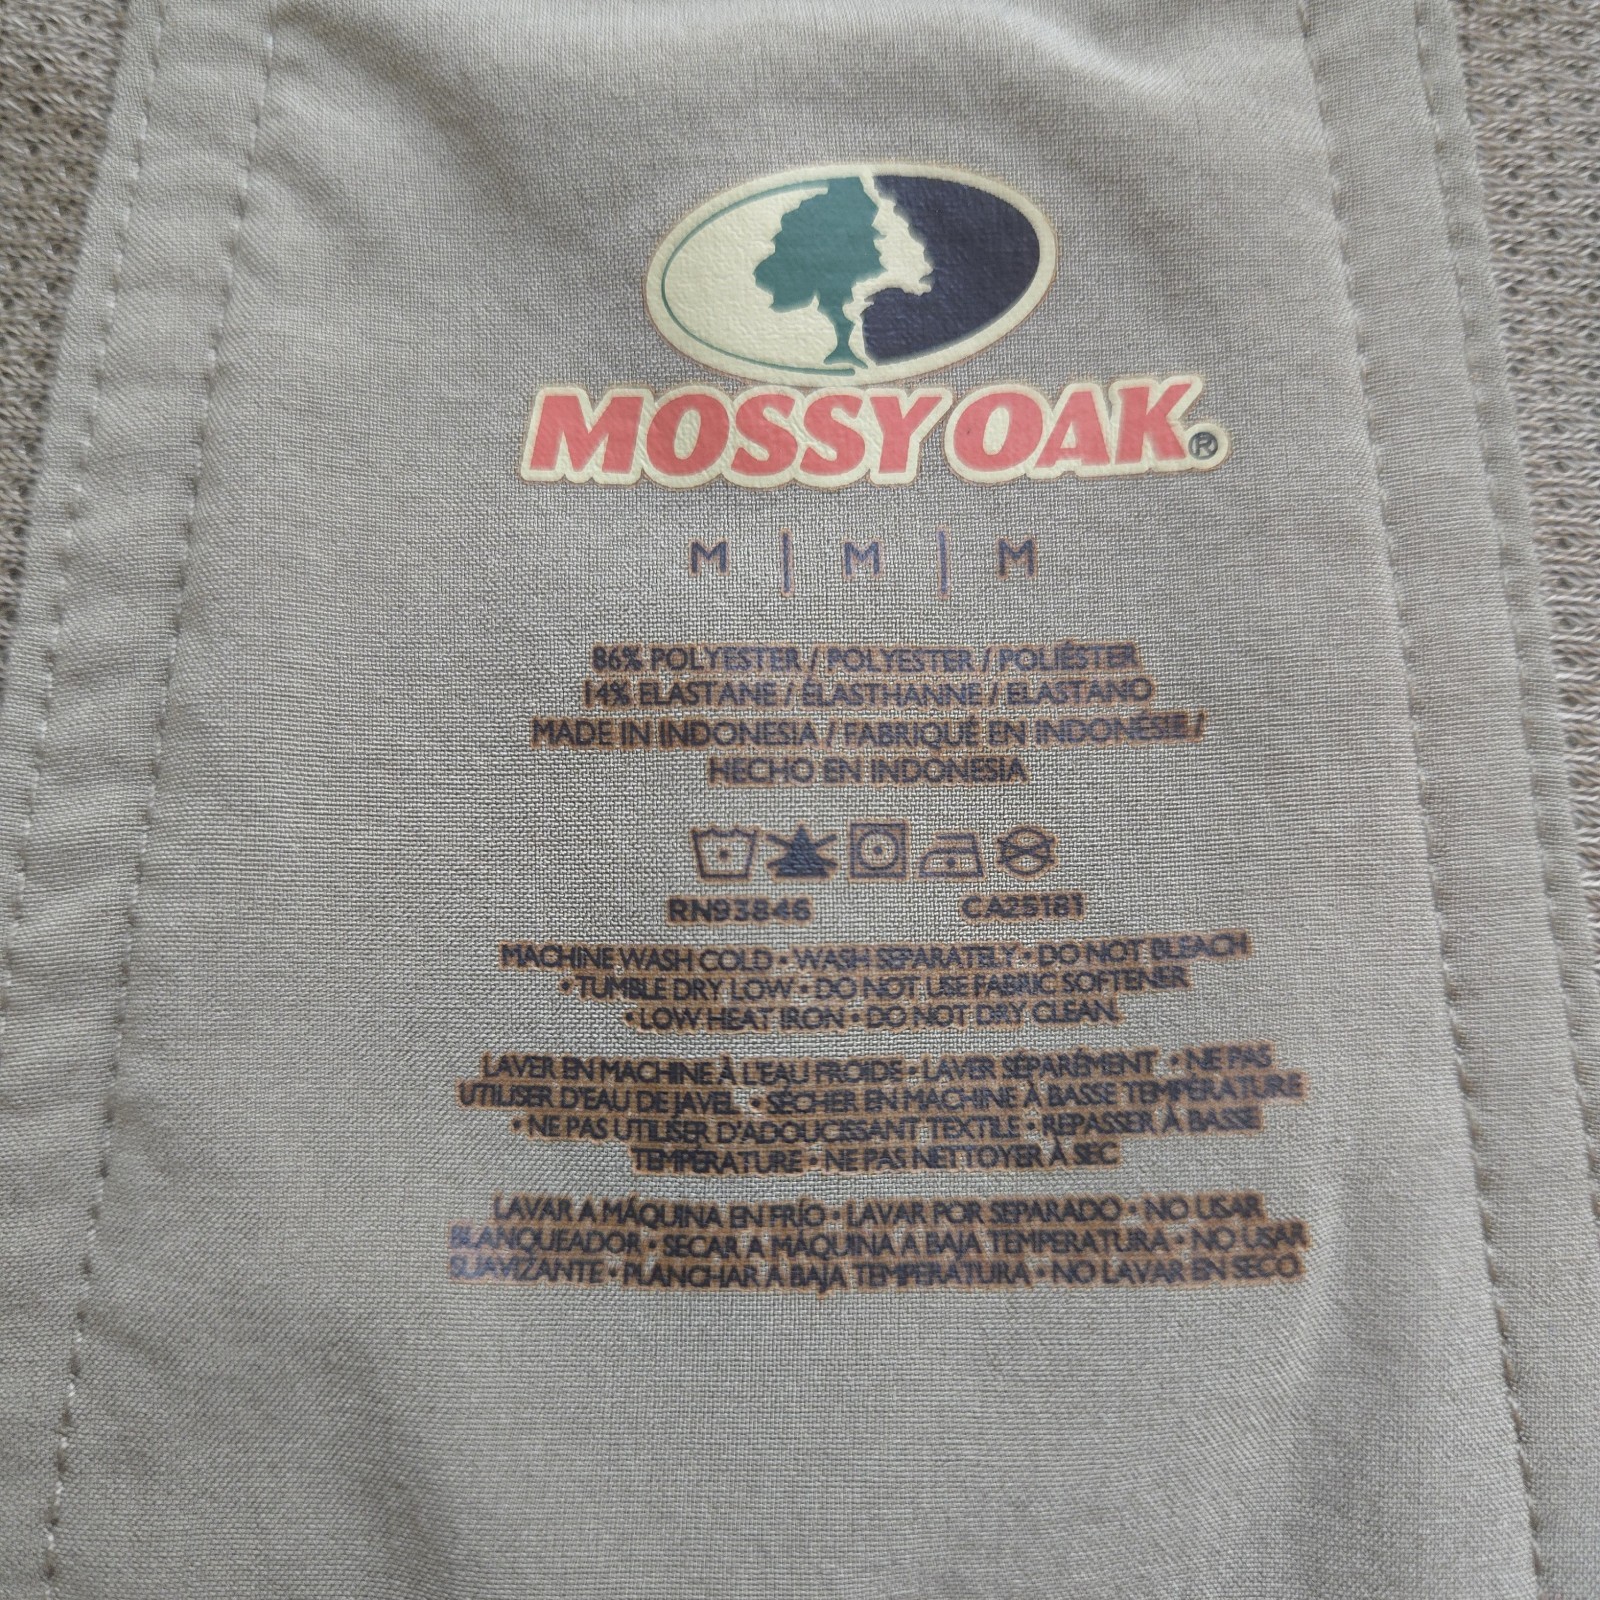 MOSSY OAK®
M | M | M
86% POLYESTER / POLYESTER / POLIÉSTER
14% ELASTANE / ÉLASTHANNE / ELASTANO
MADE IN INDONESIA / FABRIQUÉ EN INDONÉSIE /
HECHO EN INDONESIA
RN93846 CA25181
MACHINE WASH COLD • WASH SEPARATELY • DO NOT BLEACH
• TUMBLE DRY LOW • DO NOT USE FABRIC SOFTENER
• LOW HEAT IRON • DO NOT DRY CLEAN.
LAVER EN MACHINE À L'EAU FROIDE • LAVER SÉPARÉMENT • NE PAS
UTILISER D'EAU DE JAVEL • SÉCHER EN MACHINE À BASSE TEMPÉRATURE
• NE PAS UTILISER D'ADOUCISSANT TEXTILE • REPASSER À BASSE
TEMPÉRATURE • NE PAS NETTOYER À SEC
LAVAR A MÁQUINA EN FRÍO • LAVAR POR SEPARADO • NO USAR
BLANQUEADOR • SECAR A MÁQUINA A BAJA TEMPERATURA • NO USAR
SUAVIZANTE • PLANCHAR A BAJA TEMPERATURA • NO LAVAR EN SECO